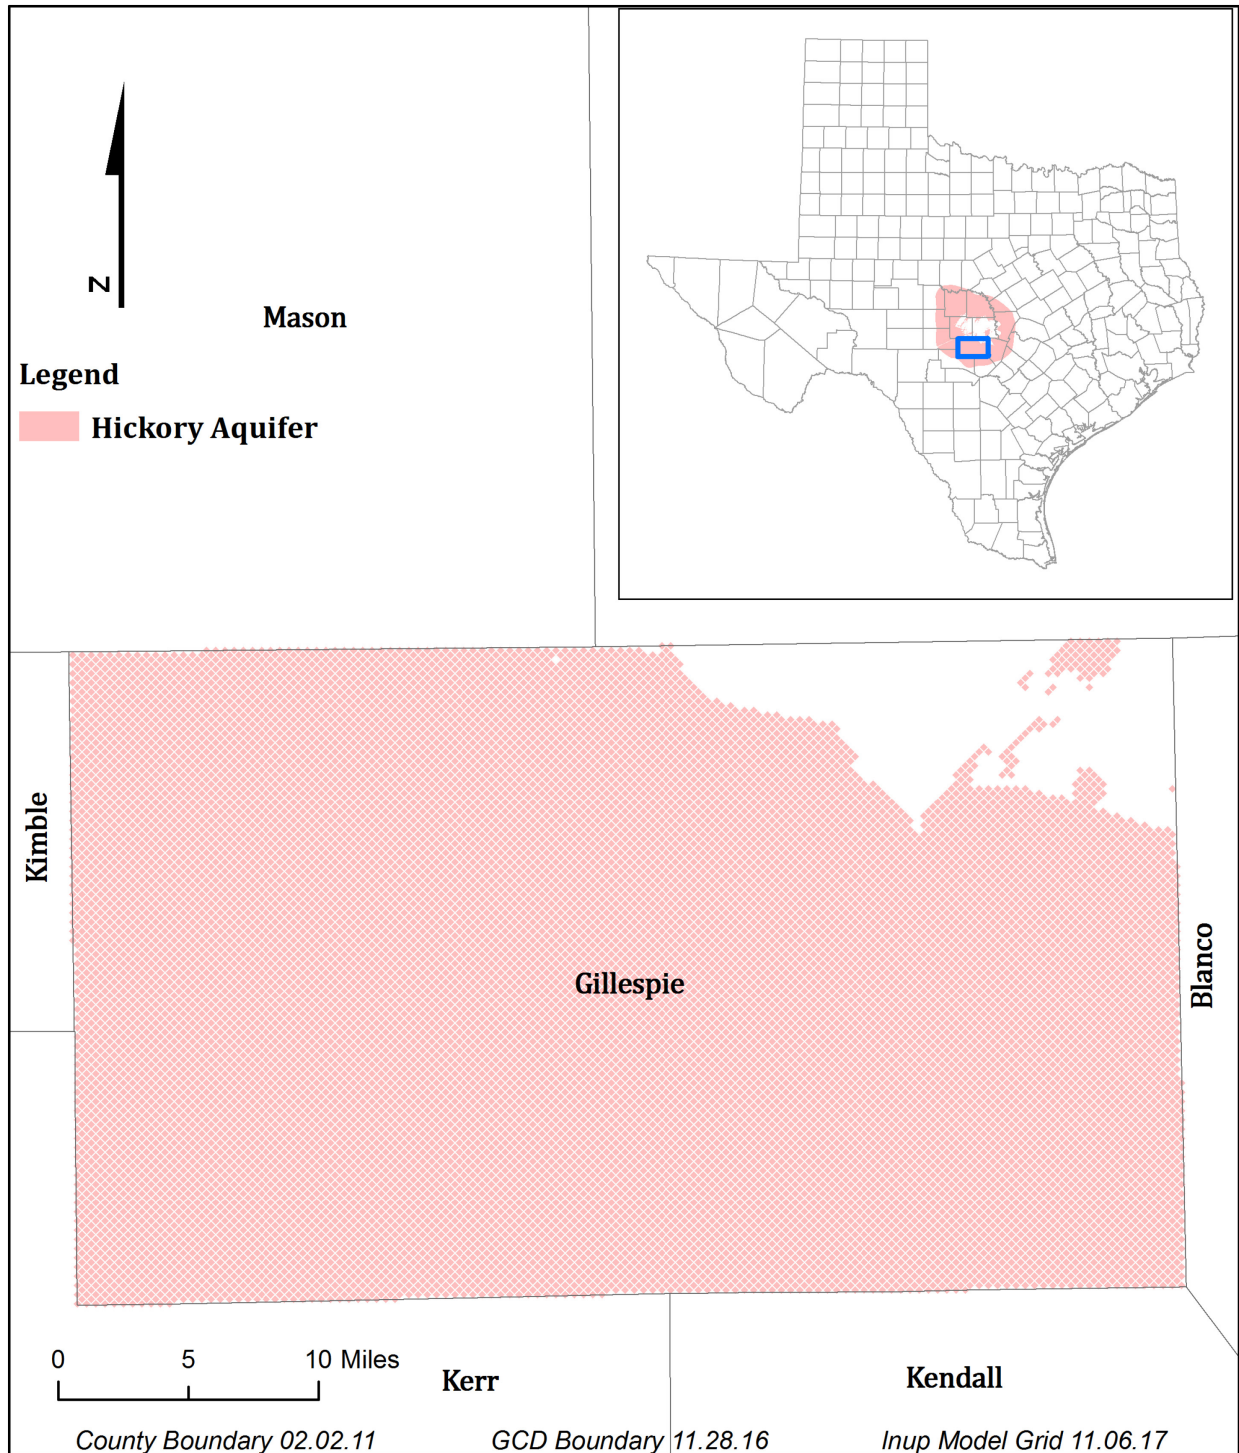 N
Mason
Legend
Hickory Aquifer
Kimble
Gillespie
Blanco
0 5 10 Miles
Kerr
Kendall
County Boundary 02.02.11 GCD Boundary 11.28.16 Inup Model Grid 11.06.17